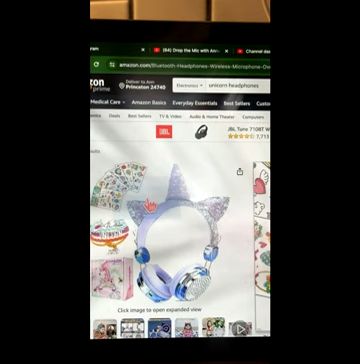 (84) Drop the Mic with Ann
Channel das
amazon.com/Bluetooth-Headphones-Wireless-Microphone-Ov
zon
prime
Deliver to Ann
Princeton 24740
Electronics
unicorn headphones
Medical Care
Amazon Basics
Everyday Essentials
Best Sellers
Custo
Deals
Best Sellers
TV & Video
Audio & Home Theater
Computers
JBL
JBL Tune 710BT W
7,711
Click image to open expanded view